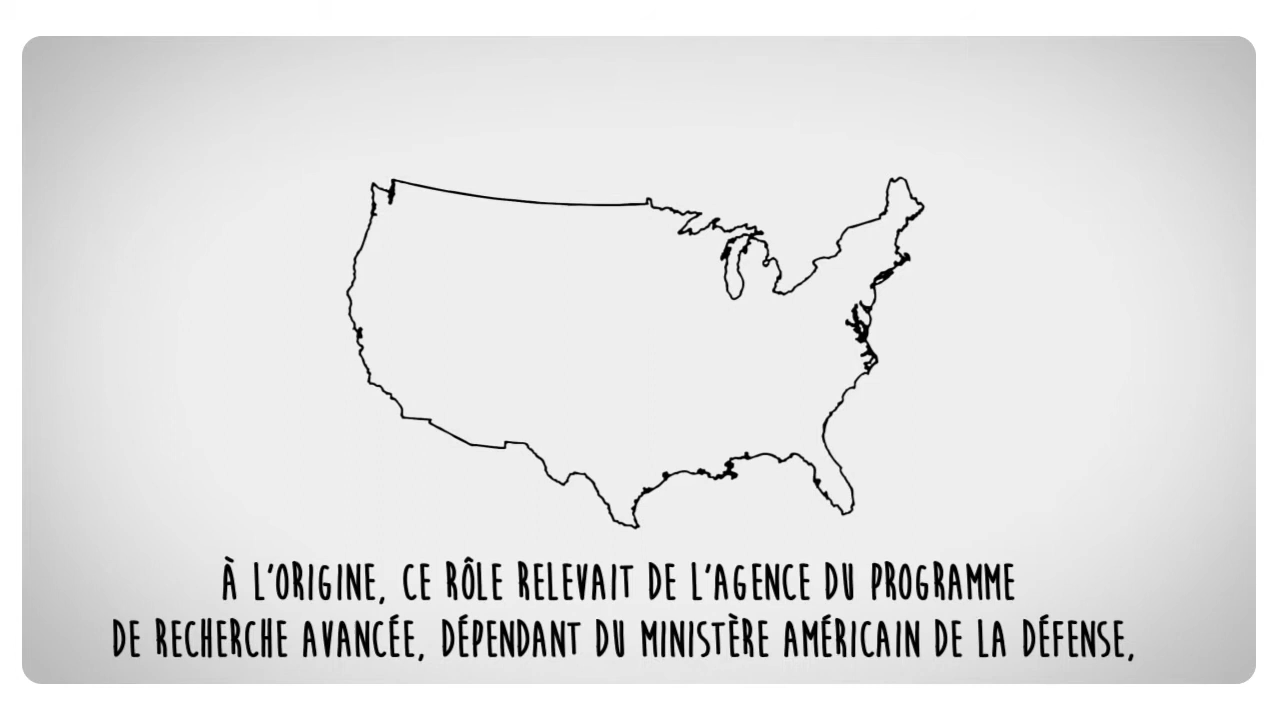 À L'ORIGINE, CE RÔLE RELEVAIT DE L'AGENCE DU PROGRAMME
DE RECHERCHE AVANCÉE, DÉPENDANT DU MINISTÈRE AMÉRICAIN DE LA DÉFENSE,